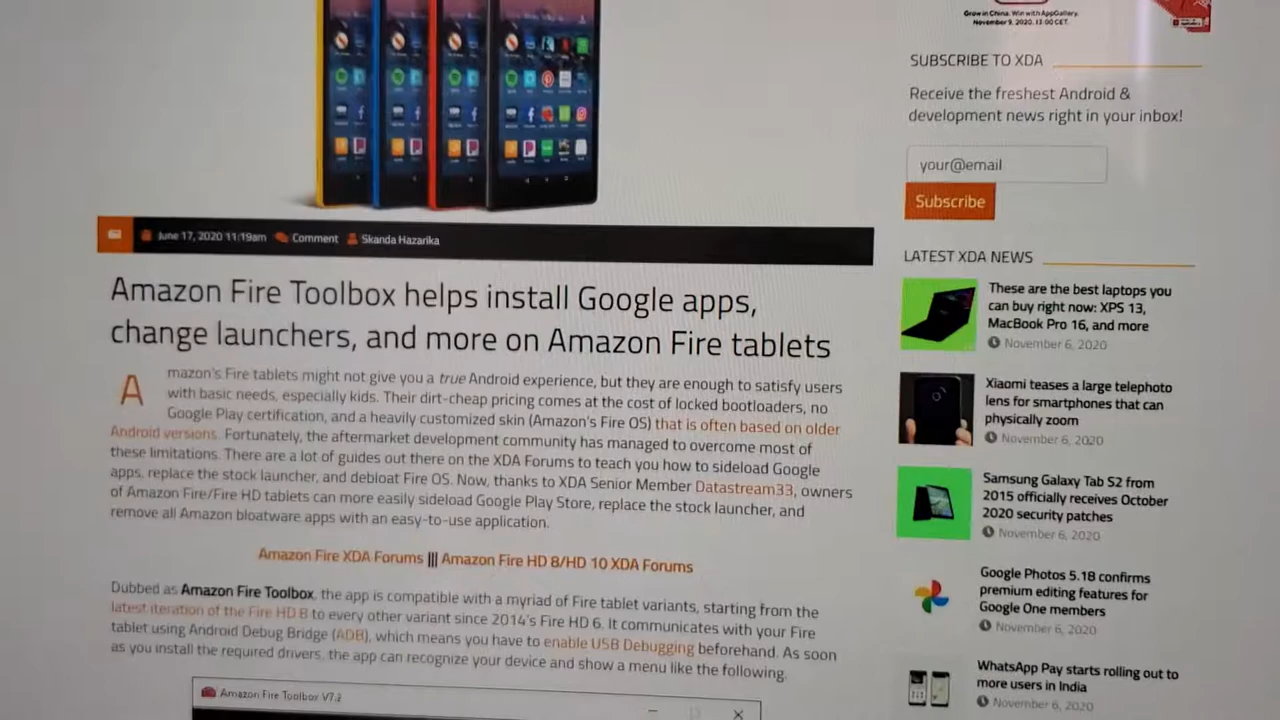 Grow in China. Win with AppGallery.
November 9, 2020. 13:00 CET.
SUBSCRIBE TO XDA
Receive the freshest Android &
development news right in your inbox!
your@email
Subscribe
June 17, 2020 11:19am Comment Skanda Hazarika
Amazon Fire Toolbox helps install Google apps,
change launchers, and more on Amazon Fire tablets
Amazon's Fire tablets might not give you a true Android experience, but they are enough to satisfy users
with basic needs, especially kids. Their dirt-cheap pricing comes at the cost of locked bootloaders, no
Google Play certification, and a heavily customized skin (Amazon's Fire OS) that is often based on older
Android versions. Fortunately, the aftermarket development community has managed to overcome most of
these limitations. There are a lot of guides out there on the XDA Forums to teach you how to sideload Google
apps, replace the stock launcher, and debloat Fire OS. Now, thanks to XDA Senior Member Datastream33, owners
of Amazon Fire/Fire HD tablets can more easily sideload Google Play Store, replace the stock launcher, and
remove all Amazon bloatware apps with an easy-to-use application.
Amazon Fire XDA Forums ||| Amazon Fire HD 8/HD 10 XDA Forums
Dubbed as Amazon Fire Toolbox, the app is compatible with a myriad of Fire tablet variants, starting from the
latest iteration of the Fire HD 8 to every other variant since 2014's Fire HD 6. It communicates with your Fire
tablet using Android Debug Bridge (ADB), which means you have to enable USB Debugging beforehand. As soon
as you install the required drivers, the app can recognize your device and show a menu like the following.
Amazon Fire Toolbox V7.2
LATEST XDA NEWS
These are the best laptops you
can buy right now: XPS 13,
MacBook Pro 16, and more
November 6, 2020
Xiaomi teases a large telephoto
lens for smartphones that can
physically zoom
November 6, 2020
Samsung Galaxy Tab S2 from
2015 officially receives October
2020 security patches
November 6, 2020
Google Photos 5.18 confirms
premium editing features for
Google One members
November 6, 2020
WhatsApp Pay starts rolling out to
more users in India
November 6, 2020